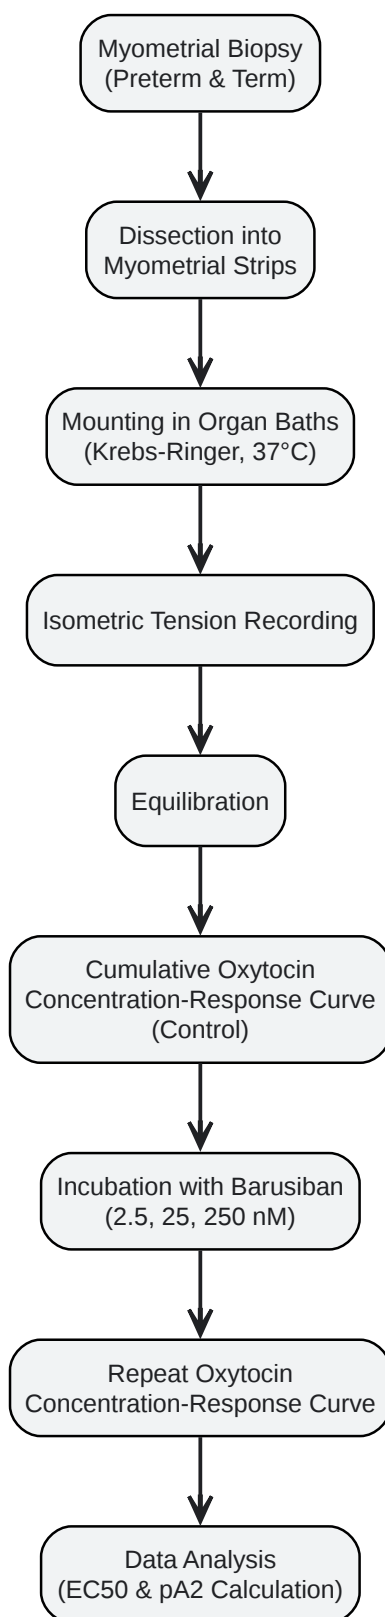 Myometrial Biopsy
(Preterm & Term)
Dissection into
Myometrial Strips
Mounting in Organ Baths
(Krebs-Ringer, 37°C)
Isometric Tension Recording
Equilibration
Cumulative Oxytocin
Concentration-Response Curve
(Control)
Incubation with Barusiban
(2.5, 25, 250 nM)
Repeat Oxytocin
Concentration-Response Curve
Data Analysis
(EC50 & pA2 Calculation)